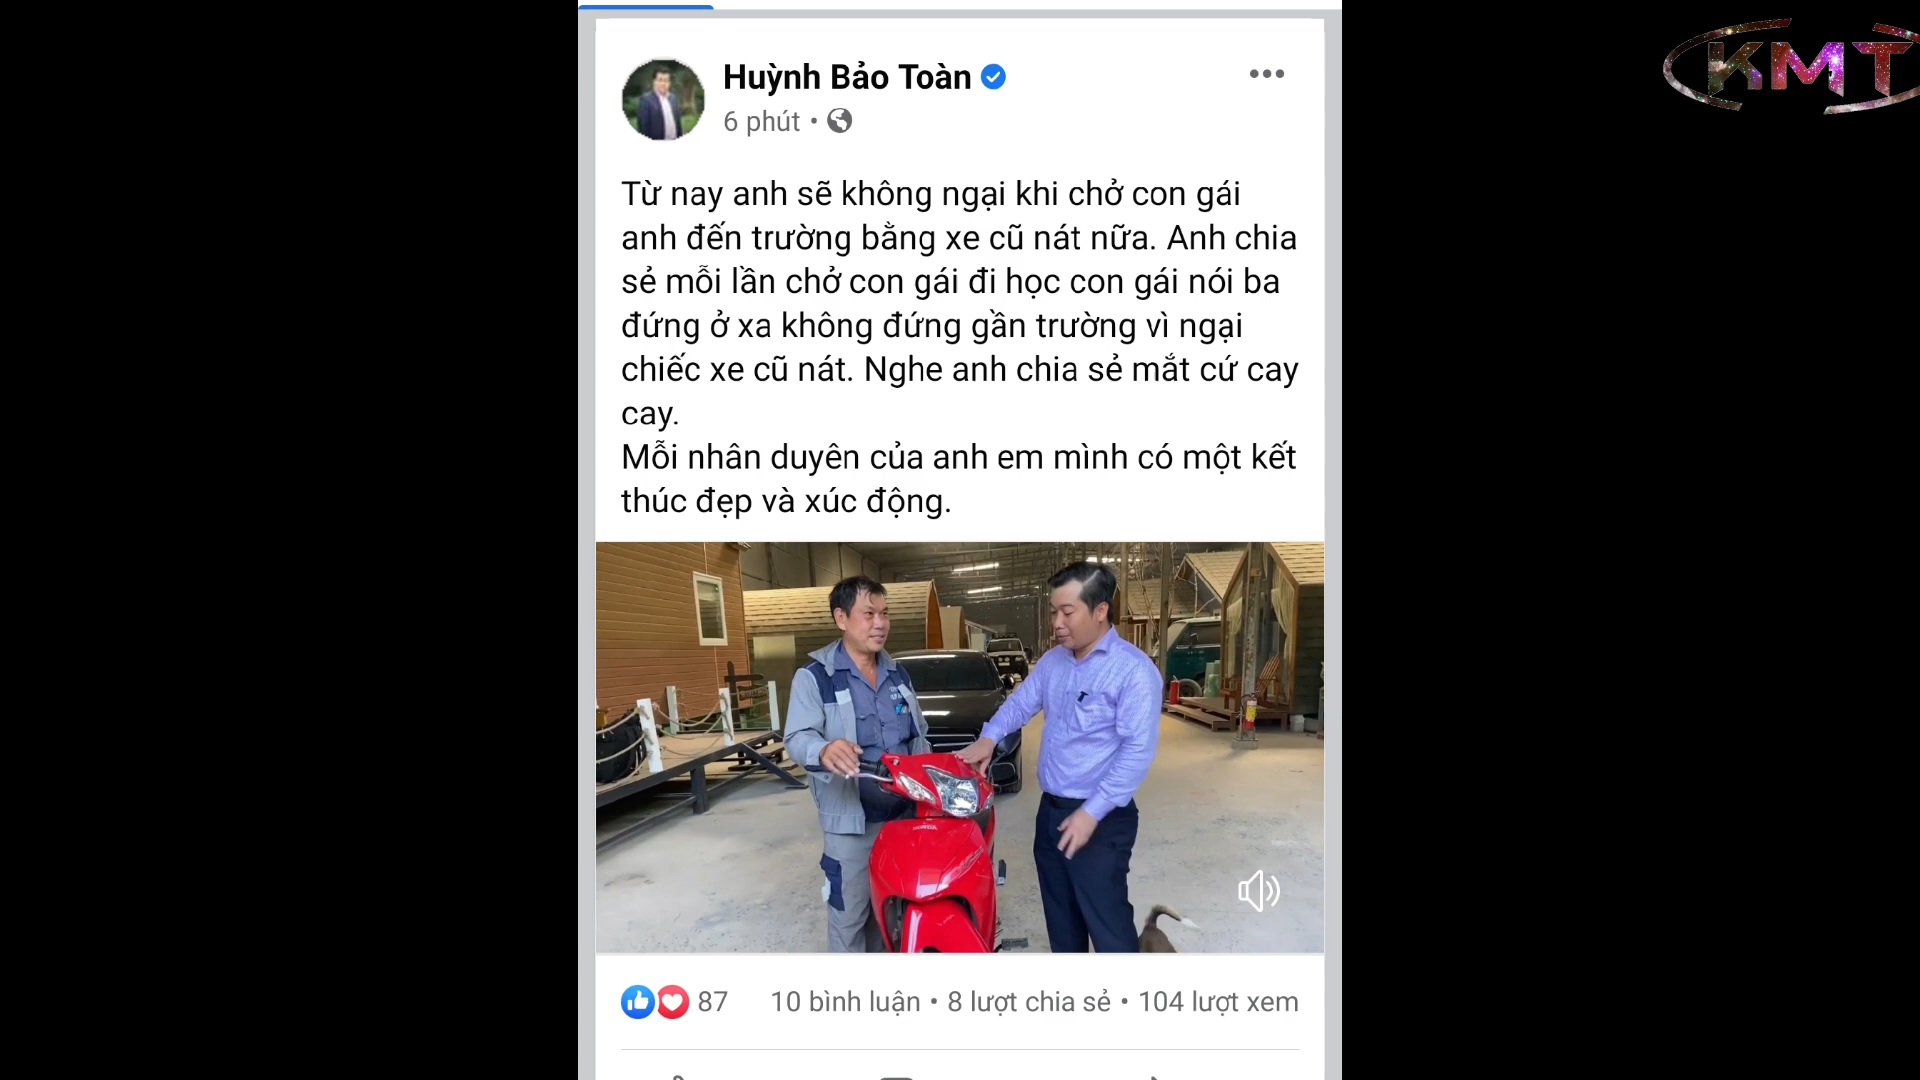 KMT
Huỳnh Bảo Toàn
6 phút •
Từ nay anh sẽ không ngại khi chở con gái
anh đến trường bằng xe cũ nát nữa. Anh chia
sẻ mỗi lần chở con gái đi học con gái nói ba
đứng ở xa không đứng gần trường vì ngại
chiếc xe cũ nát. Nghe anh chia sẻ mắt cứ cay
cay.
Mỗi nhân duyên của anh em mình có một kết
thúc đẹp và xúc động.
HONDA
87 10 bình luận • 8 lượt chia sẻ • 104 lượt xem